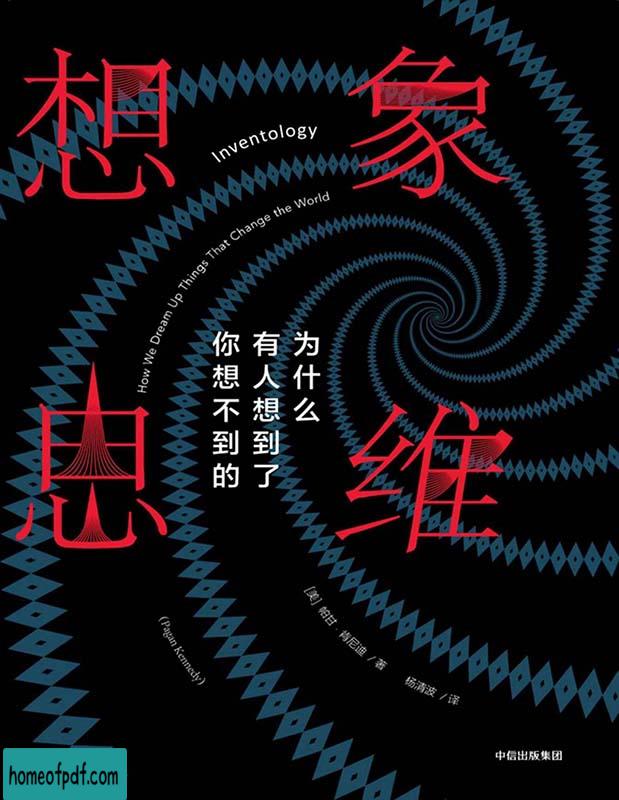 想象
Inventology
How We Dream Up Things That Change the World
为什么
有人想到了
你想不到的
思维
[美] 帕甘·肯尼迪 / 著
(Pagan Kennedy)
杨清波 / 译
中信出版集团
homeofpdf.com